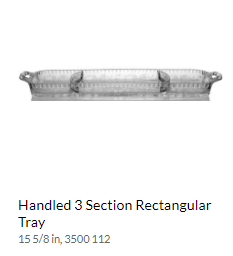 Handled 3 Section Rectangular
Tray
15 5/8 in, 3500 112